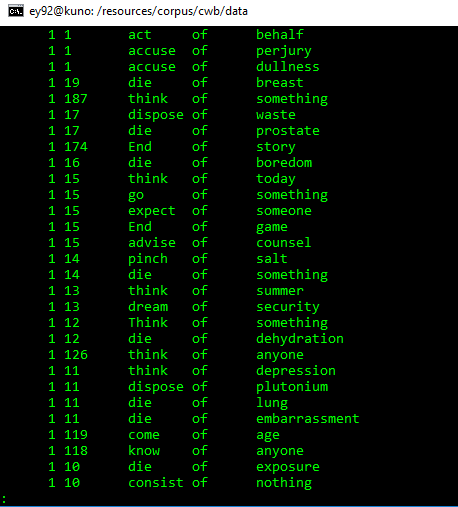 ey92@kuno: /resources/corpus/cwb/data
1 1 act of behalf
1 1 accuse of perjury
1 1 accuse of dullness
1 19 die of breast
1 187 think of something
1 17 dispose of waste
1 17 die of prostate
1 174 End of story
1 16 die of boredom
1 15 think of today
1 15 go of something
1 15 expect of someone
1 15 End of game
1 15 advise of counsel
1 14 pinch of salt
1 14 die of something
1 13 think of summer
1 13 dream of security
1 12 Think of something
1 12 die of dehydration
1 126 think of anyone
1 11 think of depression
1 11 dispose of plutonium
1 11 die of lung
1 11 die of embarrassment
1 119 come of age
1 118 know of anyone
1 10 die of exposure
1 10 consist of nothing
: